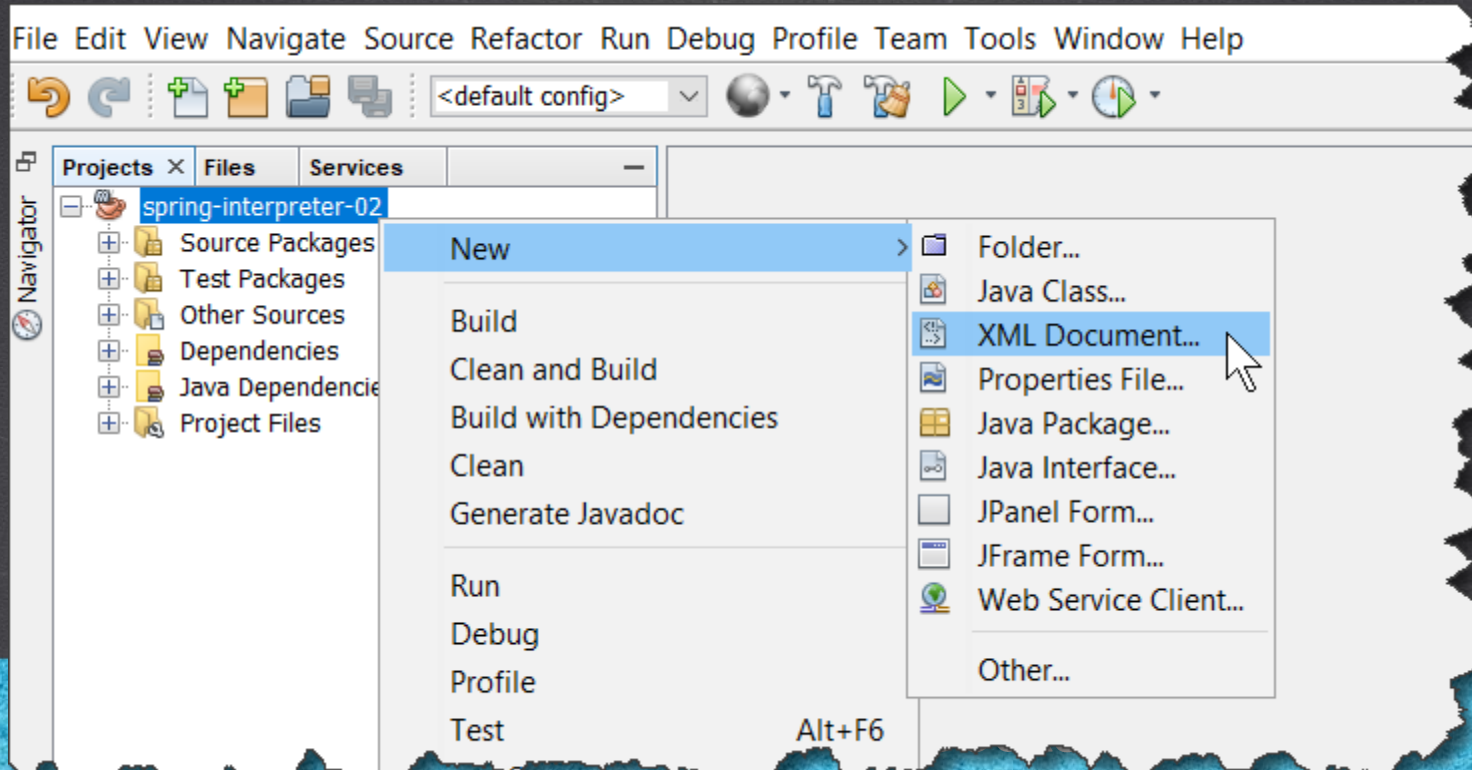 File Edit View Navigate Source Refactor Run Debug Profile Team Tools Window Help
<default config>
Projects Files Services
Navigator
spring-interpreter-02
Source Packages
Test Packages
Other Sources
Dependencies
Java Dependencie
Project Files
New
Build
Clean and Build
Build with Dependencies
Clean
Generate Javadoc
Run
Debug
Profile
Test Alt+F6
Folder...
Java Class...
XML Document...
Properties File...
Java Package...
Java Interface...
JPanel Form...
JFrame Form...
Web Service Client...
Other...